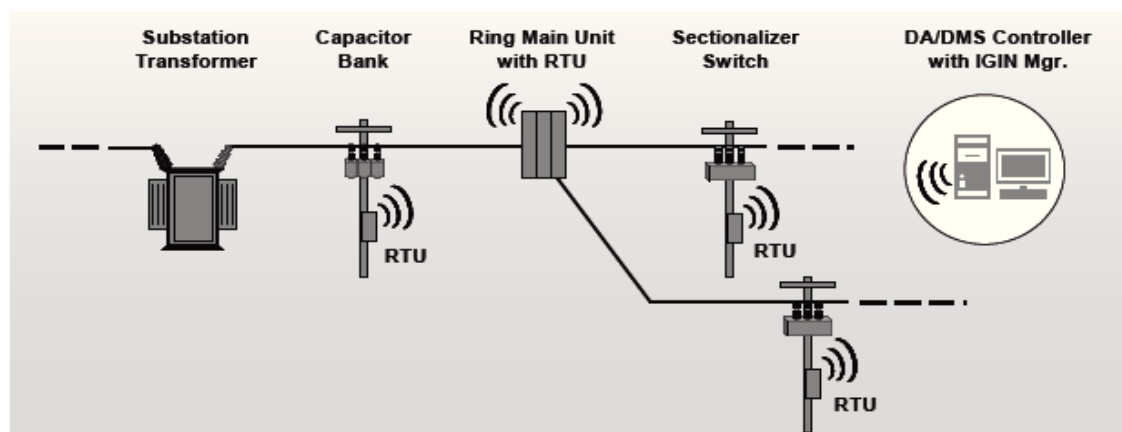 Substation
Transformer
Capacitor
Bank
Ring Main Unit
with RTU
Sectionalizer
Switch
DA/DMS Controller
with IGIN Mgr.
RTU
RTU
RTU